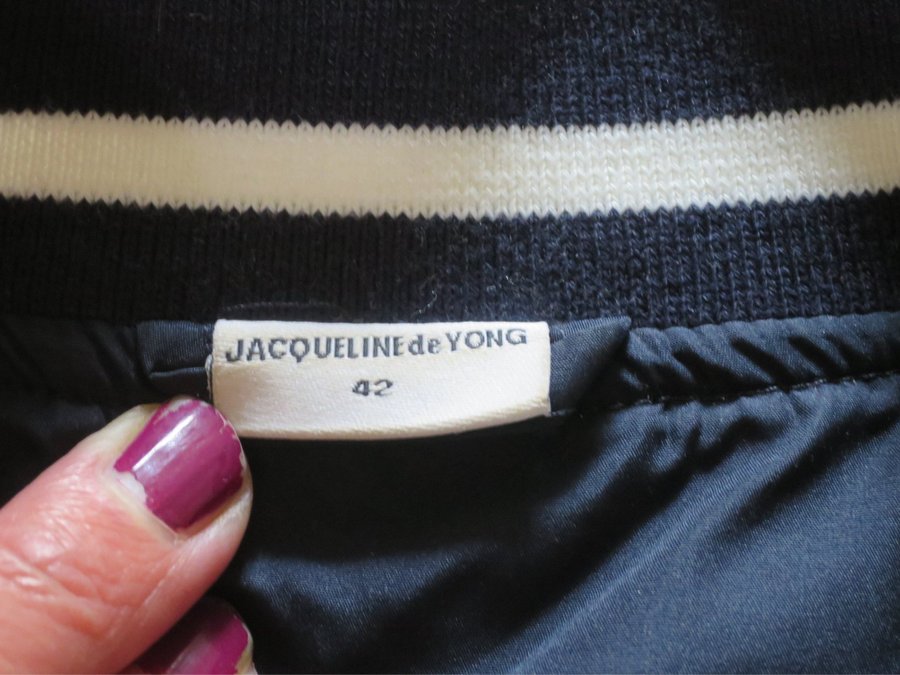 JACQUELINE de YONG
42